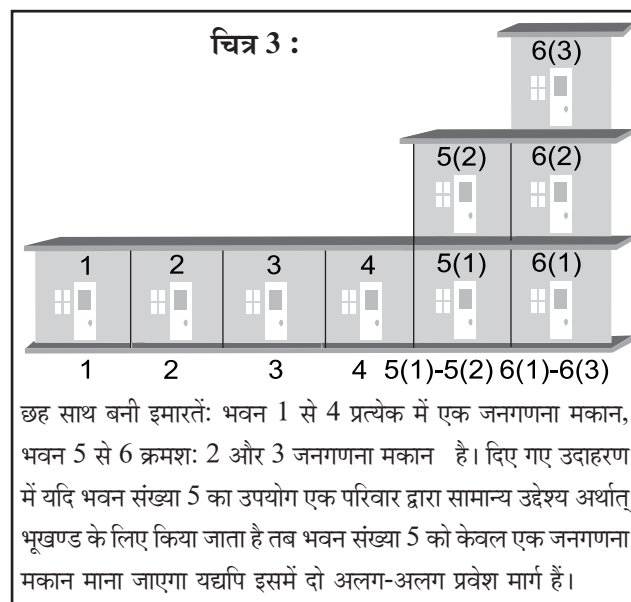 चित्र 3 :
6(3)
5(2) 6(2)
1 2 3 4 5(1) 6(1)
1 2 3 4 5(1)-5(2) 6(1)-6(3)
छह साथ बनी इमारतें: भवन 1 से 4 प्रत्येक में एक जनगणना मकान,
भवन 5 से 6 क्रमश: 2 और 3 जनगणना मकान है। दिए गए उदाहरण
में यदि भवन संख्या 5 का उपयोग एक परिवार द्वारा सामान्य उद्देश्य अर्थात्
भूखण्ड के लिए किया जाता है तब भवन संख्या 5 को केवल एक जनगणना
मकान माना जाएगा यद्यपि इसमें दो अलग-अलग प्रवेश मार्ग हैं।